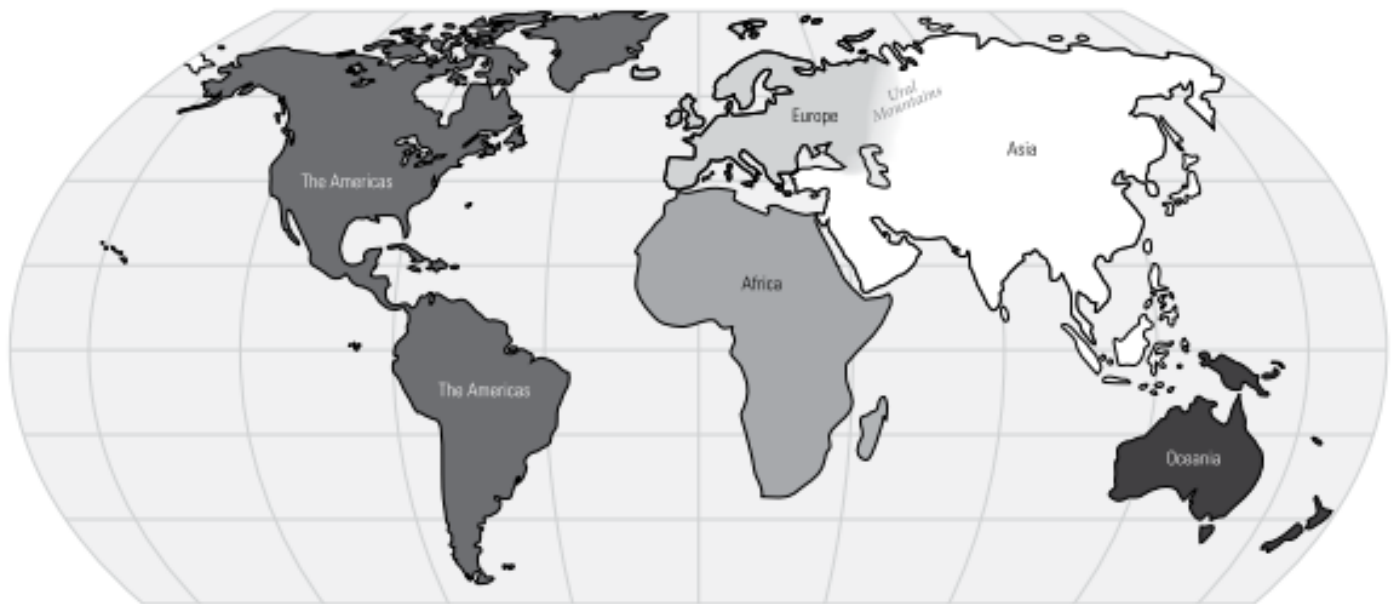 Ural
Mountains
Europe
Asia
The Americas
Africa
The Americas
Oceania